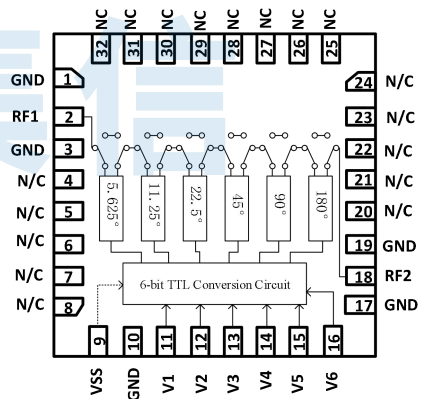 NC NC NC NC NC NC NC NC
32 31 30 29 28 27 26 25
GND 1 24 N/C
RF1 2 23 N/C
GND 3 22 N/C
N/C 4 21 N/C
N/C 5 20 N/C
N/C 6 19 GND
N/C 7 18 RF2
N/C 8 17 GND
5.625° 11.25° 22.5° 45° 90° 180°
6-bit TTL Conversion Circuit
9 10 11 12 13 14 15 16
VSS GND V1 V2 V3 V4 V5 V6